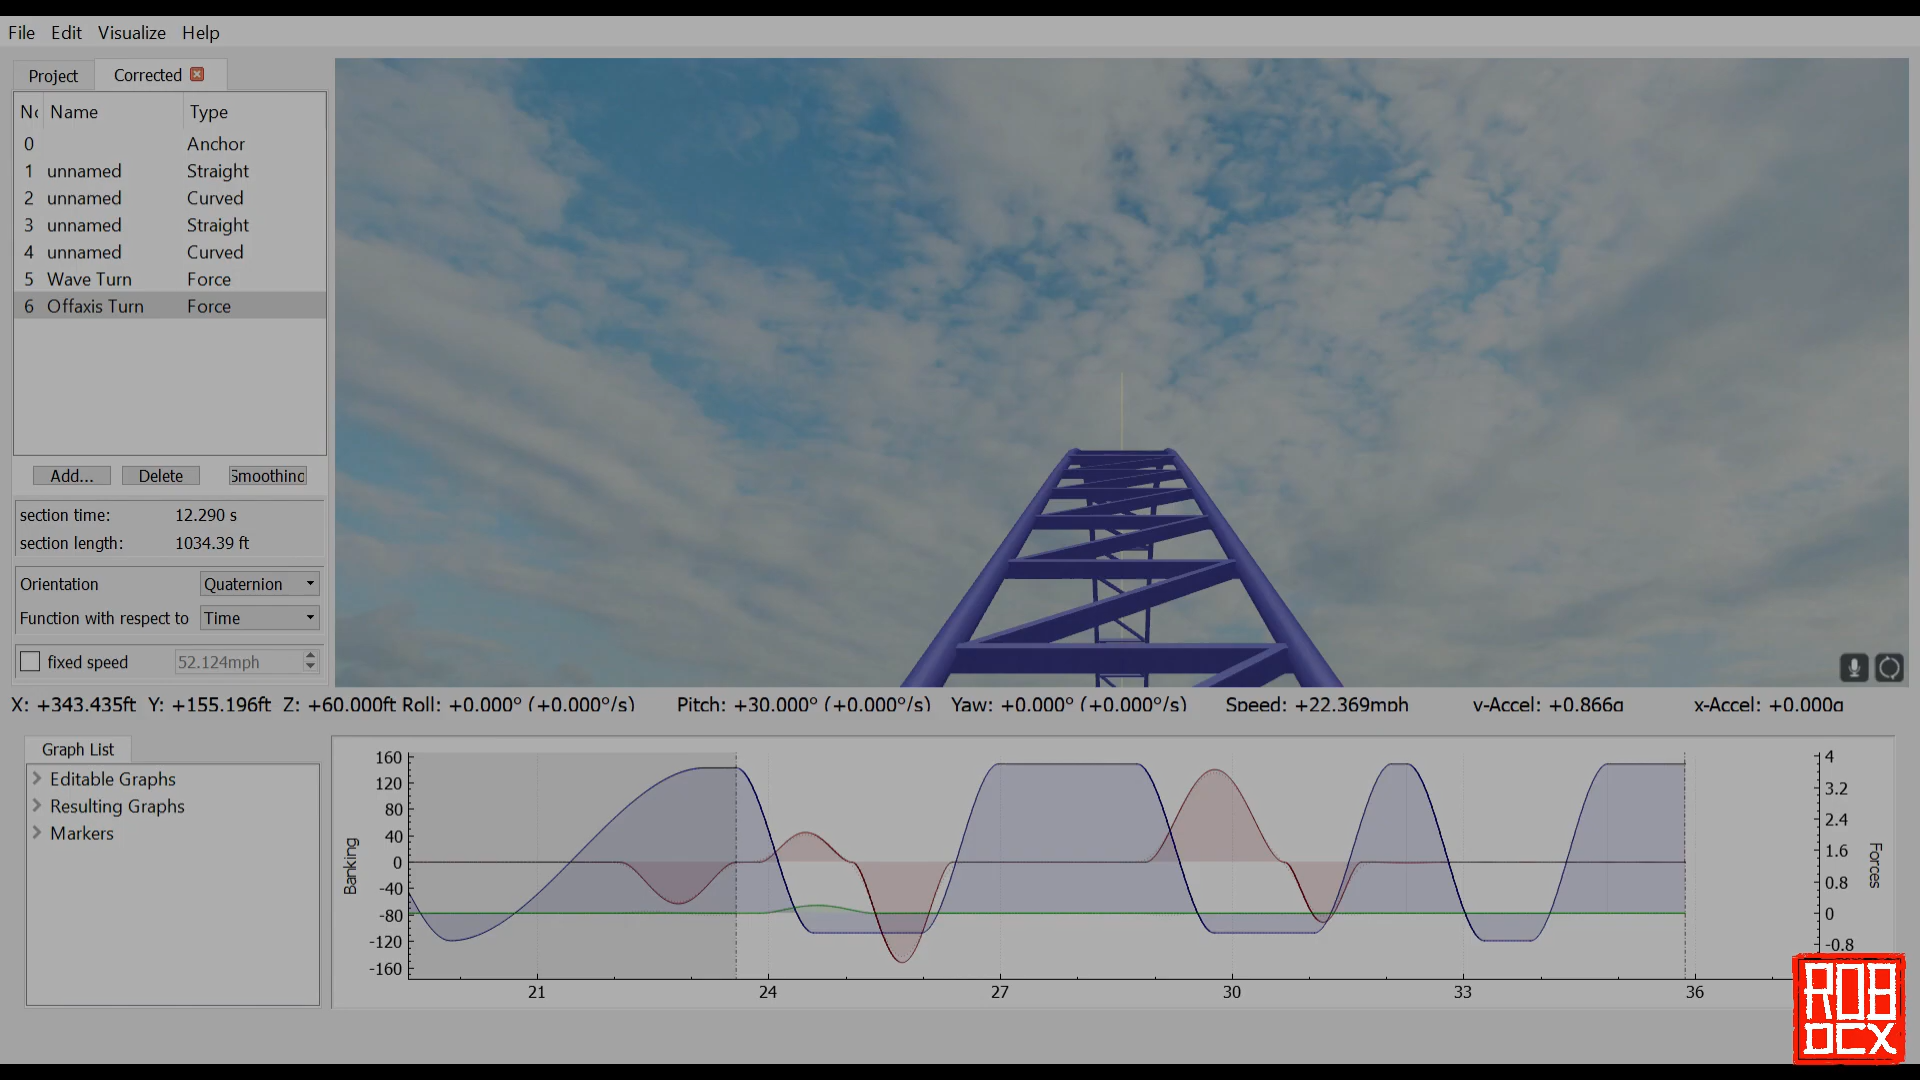 File Edit Visualize Help
Project Corrected
Name Type
0 Anchor
1 unnamed Straight
2 unnamed Curved
3 unnamed Straight
4 unnamed Curved
5 Wave Turn Force
6 Offaxis Turn Force
Add... Delete Smoothing
section time: 12.290 s
section length: 1034.39 ft
Orientation Quaternion
Function with respect to Time
fixed speed 52.124mph
X: +343.435ft Y: +155.196ft Z: +60.000ft Roll: +0.000° (+0.000°/s) Pitch: +30.000° (+0.000°/s) Yaw: +0.000° (+0.000°/s) Speed: +22.369mph y-Accel: +0.866g x-Accel: +0.000g
Graph List
Editable Graphs
Resulting Graphs
Markers
Banking
160
120
80
40
0
-40
-80
-120
-160
21 24 27 30 33 36
4
3.2
2.4
1.6
0.8
0
-0.8
Forces
ROB
DCX